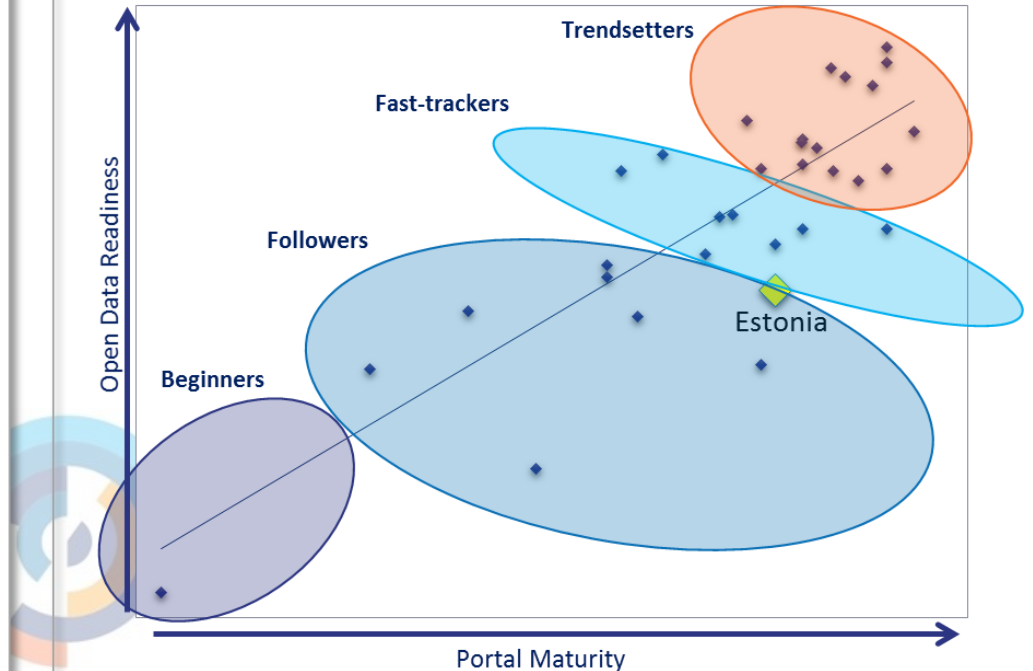 Trendsetters
Fast-trackers
Followers
Beginners
Estonia
Open Data Readiness
Portal Maturity